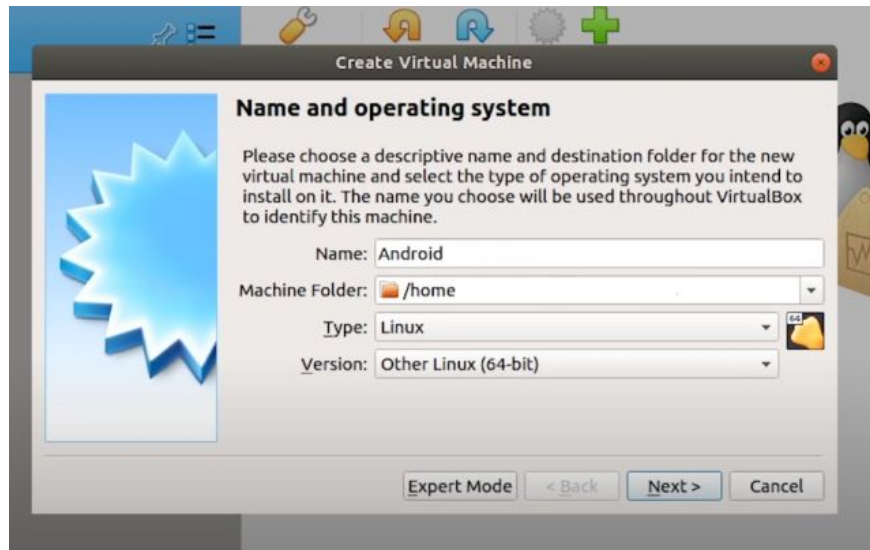 Create Virtual Machine
Name and operating system
Please choose a descriptive name and destination folder for the new
virtual machine and select the type of operating system you intend to
install on it. The name you choose will be used throughout VirtualBox
to identify this machine.
Name: Android
Machine Folder: /home
Type: Linux
64
Version: Other Linux (64-bit)
Expert Mode < Back Next > Cancel